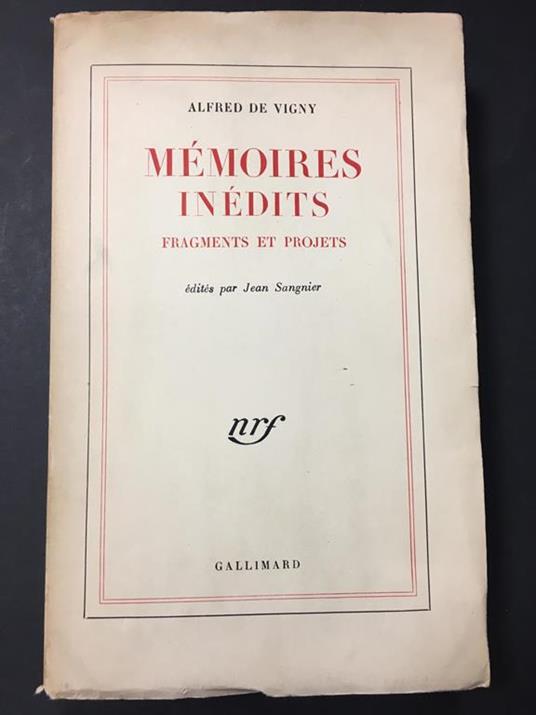 ALFRED DE VIGNY
MÉMOIRES
INÉDITS
FRAGMENTS ET PROJETS
édités par Jean Sangnier
nrf
GALLIMARD